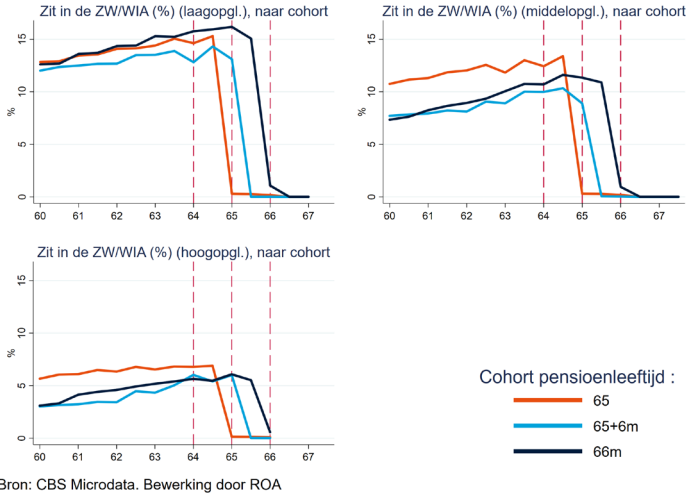 Zit in de ZW/WIA (%) (laagopgl.), naar cohort
15
10
5
0
%
60 61 62 63 64 65 66 67
Zit in de ZW/WIA (%) (middelopgl.), naar cohort
15
10
5
0
%
60 61 62 63 64 65 66 67
Zit in de ZW/WIA (%) (hoogopgl.), naar cohort
15
10
5
0
%
60 61 62 63 64 65 66 67
Cohort pensioenleeftijd :
65
65+6m
66m
Bron: CBS Microdata. Bewerking door ROA